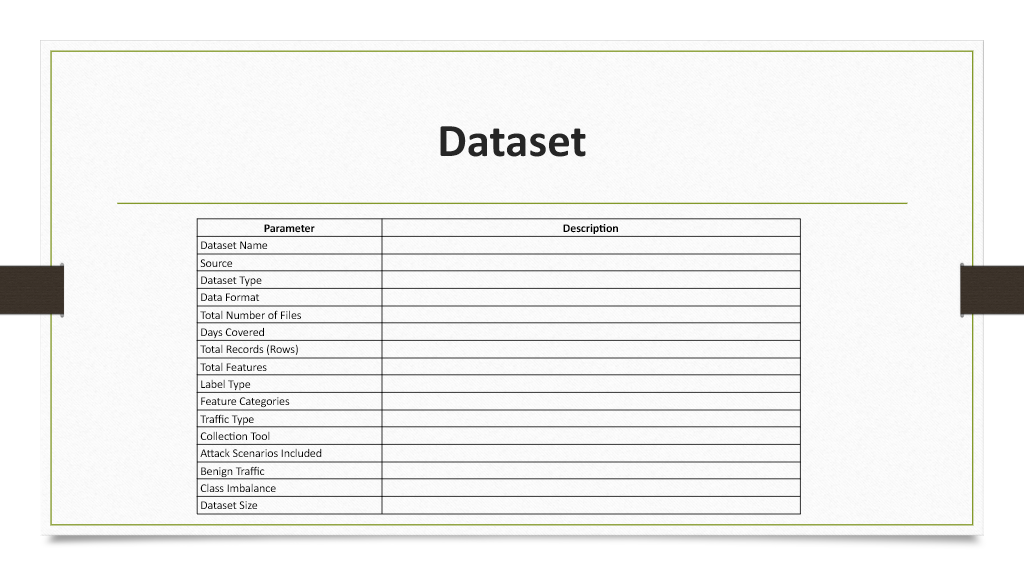 Dataset
Parameter Description
Dataset Name
Source
Dataset Type
Data Format
Total Number of Files
Days Covered
Total Records (Rows)
Total Features
Label Type
Feature Categories
Traffic Type
Collection Tool
Attack Scenarios Included
Benign Traffic
Class Imbalance
Dataset Size